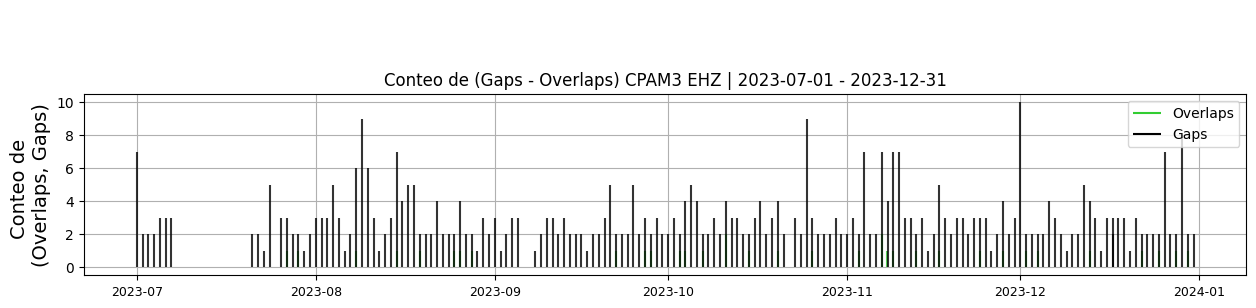 Conteo de (Gaps - Overlaps) CPAM3 EHZ | 2023-07-01 - 2023-12-31
Conteo de
(Overlaps, Gaps)
10
8
6
4
2
0
Overlaps
Gaps
2023-07
2023-08
2023-09
2023-10
2023-11
2023-12
2024-01